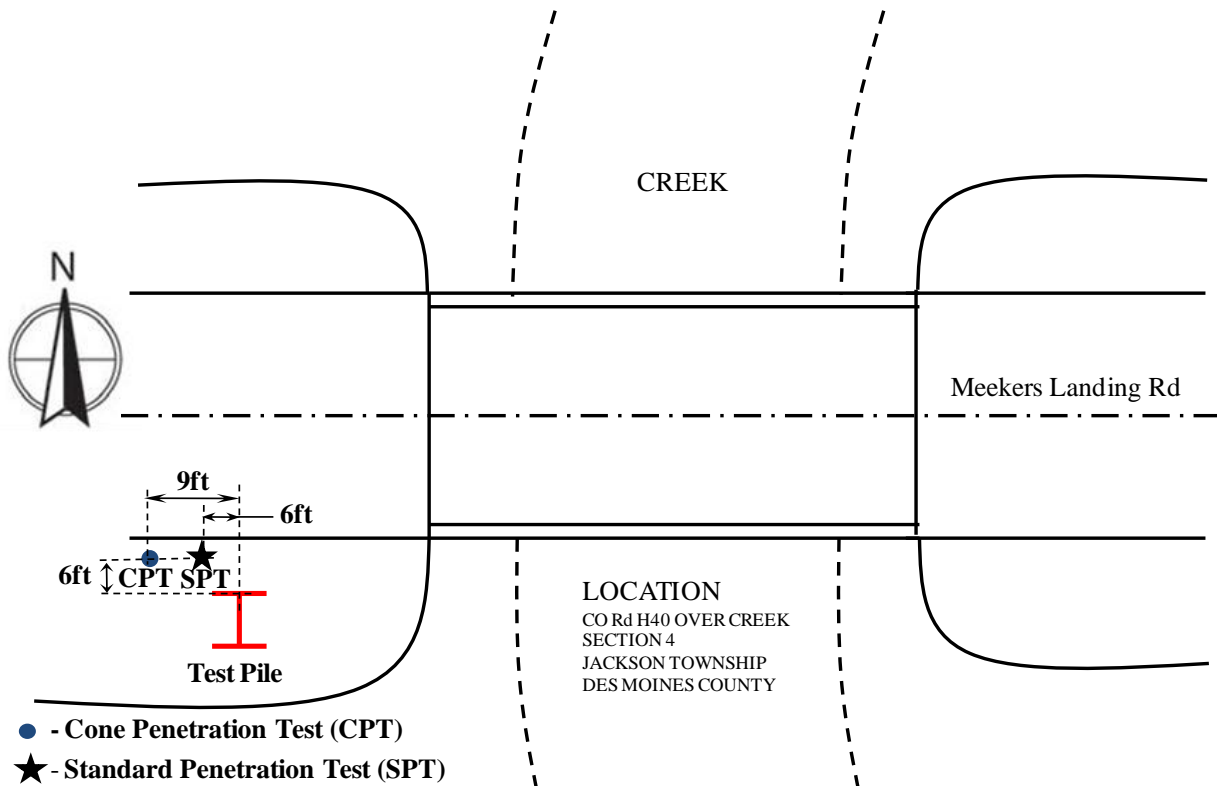 CREEK
N
Meekers Landing Rd
9ft
6ft
6ft
CPT SPT
Test Pile
LOCATION
CO Rd H40 OVER CREEK
SECTION 4
JACKSON TOWNSHIP
DES MOINES COUNTY
- Cone Penetration Test (CPT)
- Standard Penetration Test (SPT)